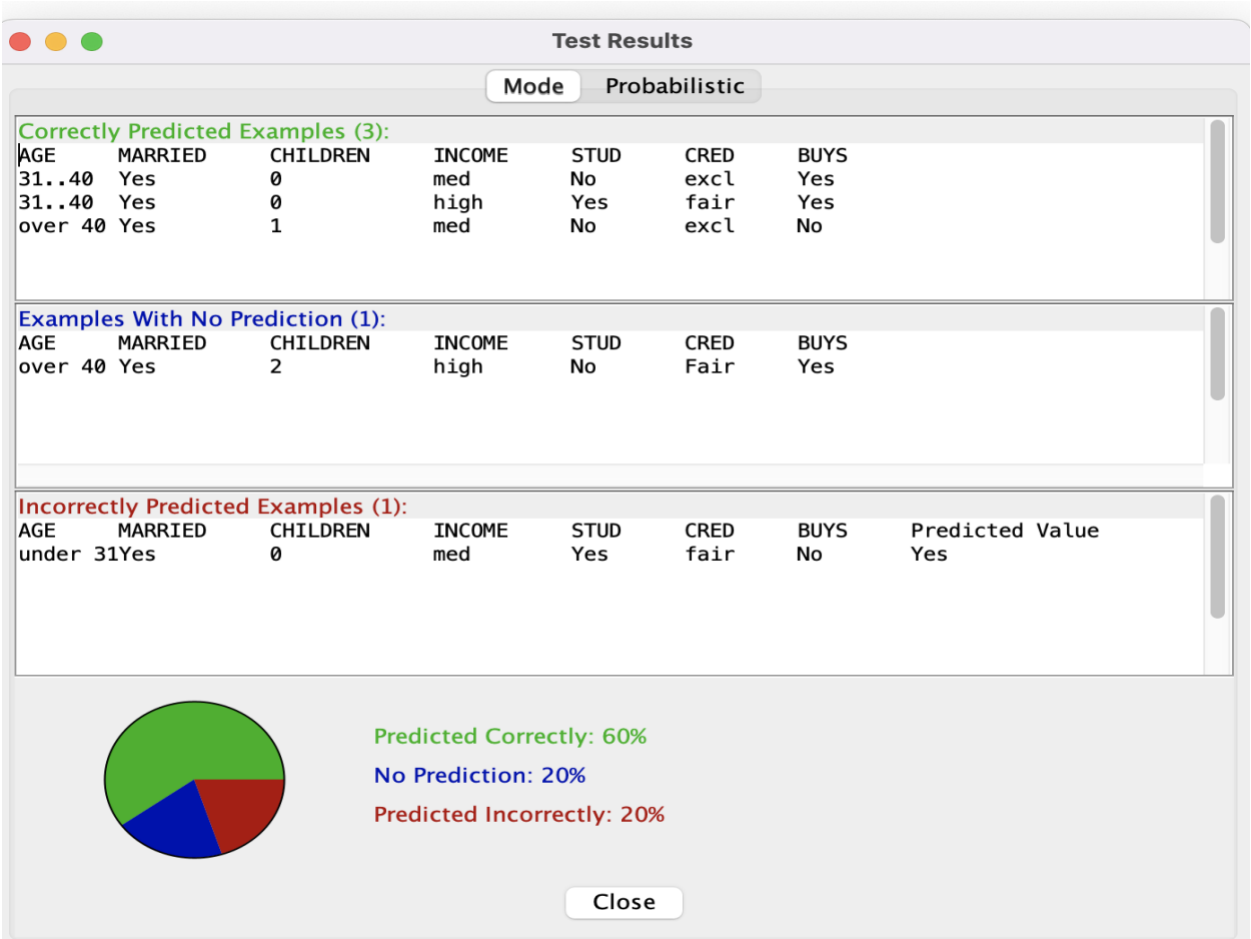 Test Results
Mode Probabilistic
Correctly Predicted Examples (3):
AGE MARRIED CHILDREN INCOME STUD CRED BUYS
31..40 Yes 0 med No excl Yes
31..40 Yes 0 high Yes fair Yes
over 40 Yes 1 med No excl No
Examples With No Prediction (1):
AGE MARRIED CHILDREN INCOME STUD CRED BUYS
over 40 Yes 2 high No Fair Yes
Incorrectly Predicted Examples (1):
AGE MARRIED CHILDREN INCOME STUD CRED BUYS Predicted Value
under 31Yes 0 med Yes fair No Yes
Predicted Correctly: 60%
No Prediction: 20%
Predicted Incorrectly: 20%
Close